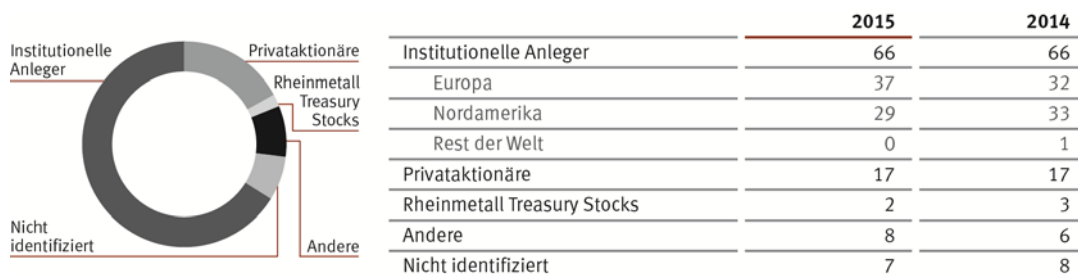 Institutionelle
Anleger
Privataktionäre
Rheinmetall
Treasury
Stocks
Nicht
identifiziert
Andere
2015 2014
Institutionelle Anleger 66 66
Europa 37 32
Nordamerika 29 33
Rest der Welt 0 1
Privataktionäre 17 17
Rheinmetall Treasury Stocks 2 3
Andere 8 6
Nicht identifiziert 7 8